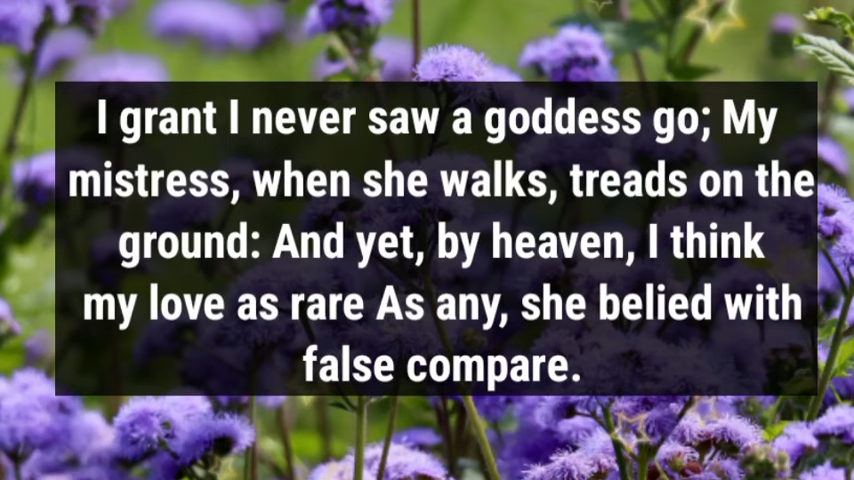 I grant I never saw a goddess go; My
mistress, when she walks, treads on the
ground: And yet, by heaven, I think
my love as rare As any, she belied with
false compare.